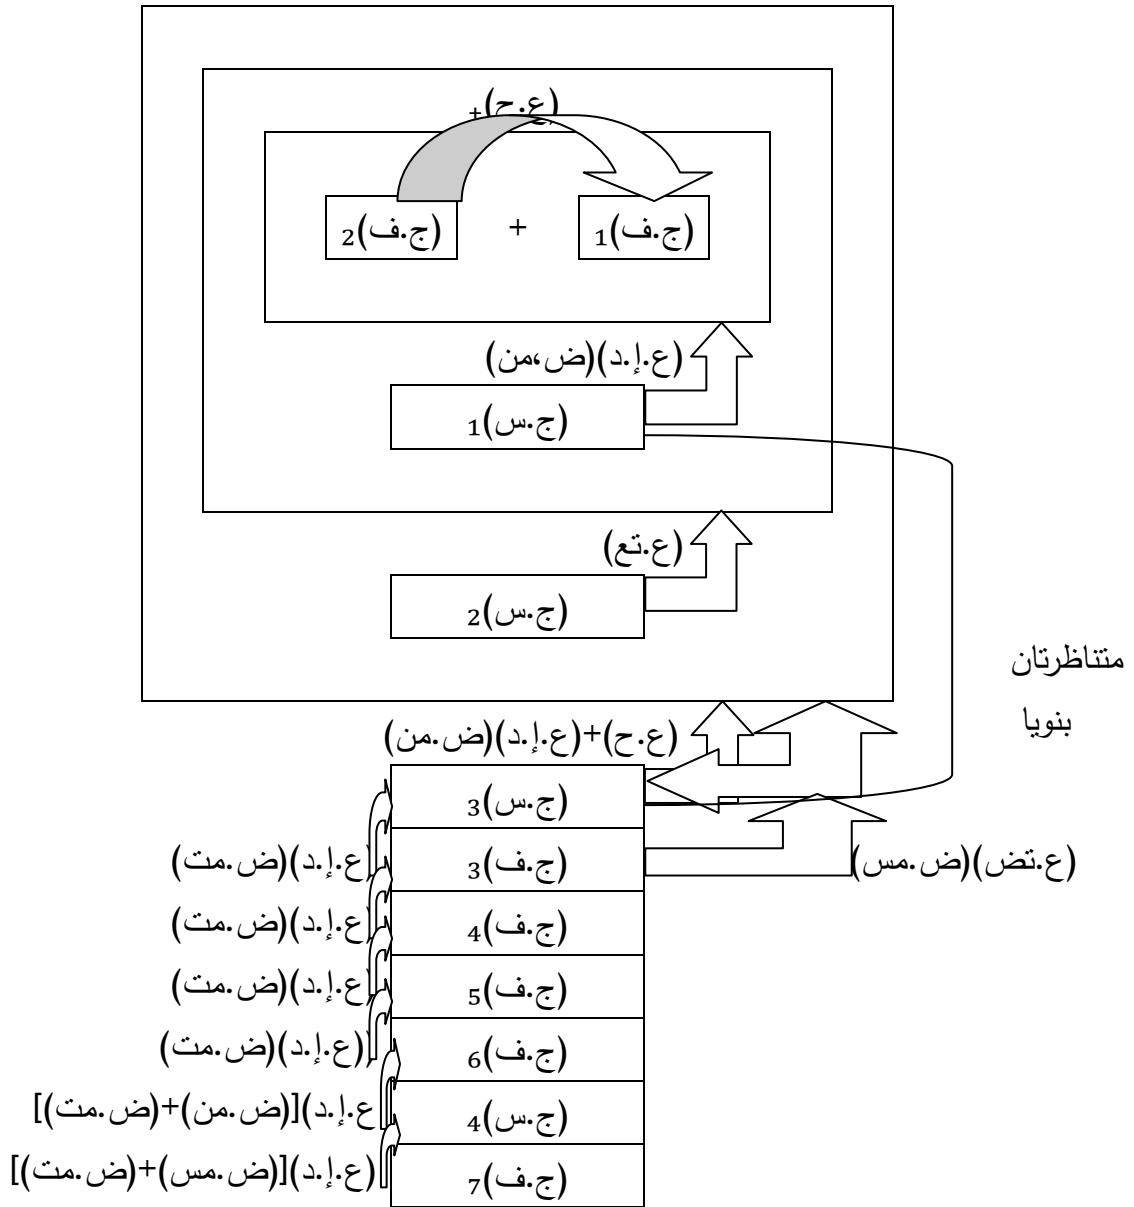 (ع.ح)+
(ج.ف)1 + (ج.ف)2
(ع.إ.د)(ض،من)
(ج.س)1
(ع.تع)
(ج.س)2
متناظرتان
بنويا
(ع.ح)+(ع.إ.د)(ض.من)
(ج.س)3
(ج.ف)3
(ع.إ.د)(ض.مت)
(ع.تض)(ض.مس)
(ج.ف)4
(ع.إ.د)(ض.مت)
(ج.ف)5
(ع.إ.د)(ض.مت)
(ج.ف)6
(ع.إ.د)(ض.مت)
(ج.س)4
ع.إ.د)[(ض.من)+(ض.مت)]
(ج.ف)7
(ع.إ.د)[(ض.مس)+(ض.مت)]